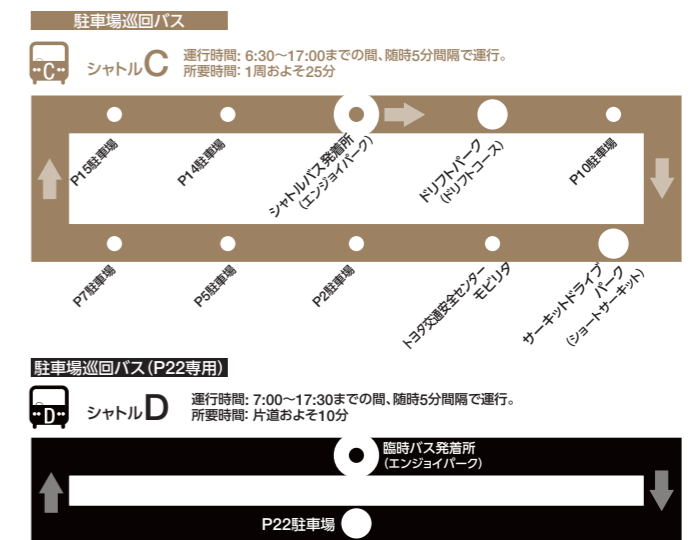 駐車場巡回バス
C
シャトルC
運行時間: 6:30〜17:00までの間、随時5分間隔で運行。
所要時間: 1周およそ25分
P15駐車場
P14駐車場
シャトルバス発着所
(エンジョイパーク)
ドリフトパーク
(ドリフトコース)
P10駐車場
P7駐車場
P5駐車場
P2駐車場
トヨタ交通安全センター
モビリタ
サーキットドライブ
パーク
(ショートサーキット)
駐車場巡回バス(P22専用)
D
シャトルD
運行時間: 7:00〜17:30までの間、随時5分間隔で運行。
所要時間: 片道およそ10分
臨時バス発着所
(エンジョイパーク)
P22駐車場